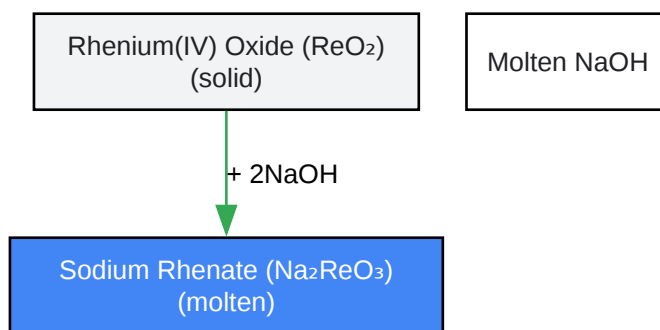 Rhenium(IV) Oxide (ReO₂)
(solid)
Molten NaOH
+ 2NaOH
Sodium Rhenate (Na₂ReO₃)
(molten)